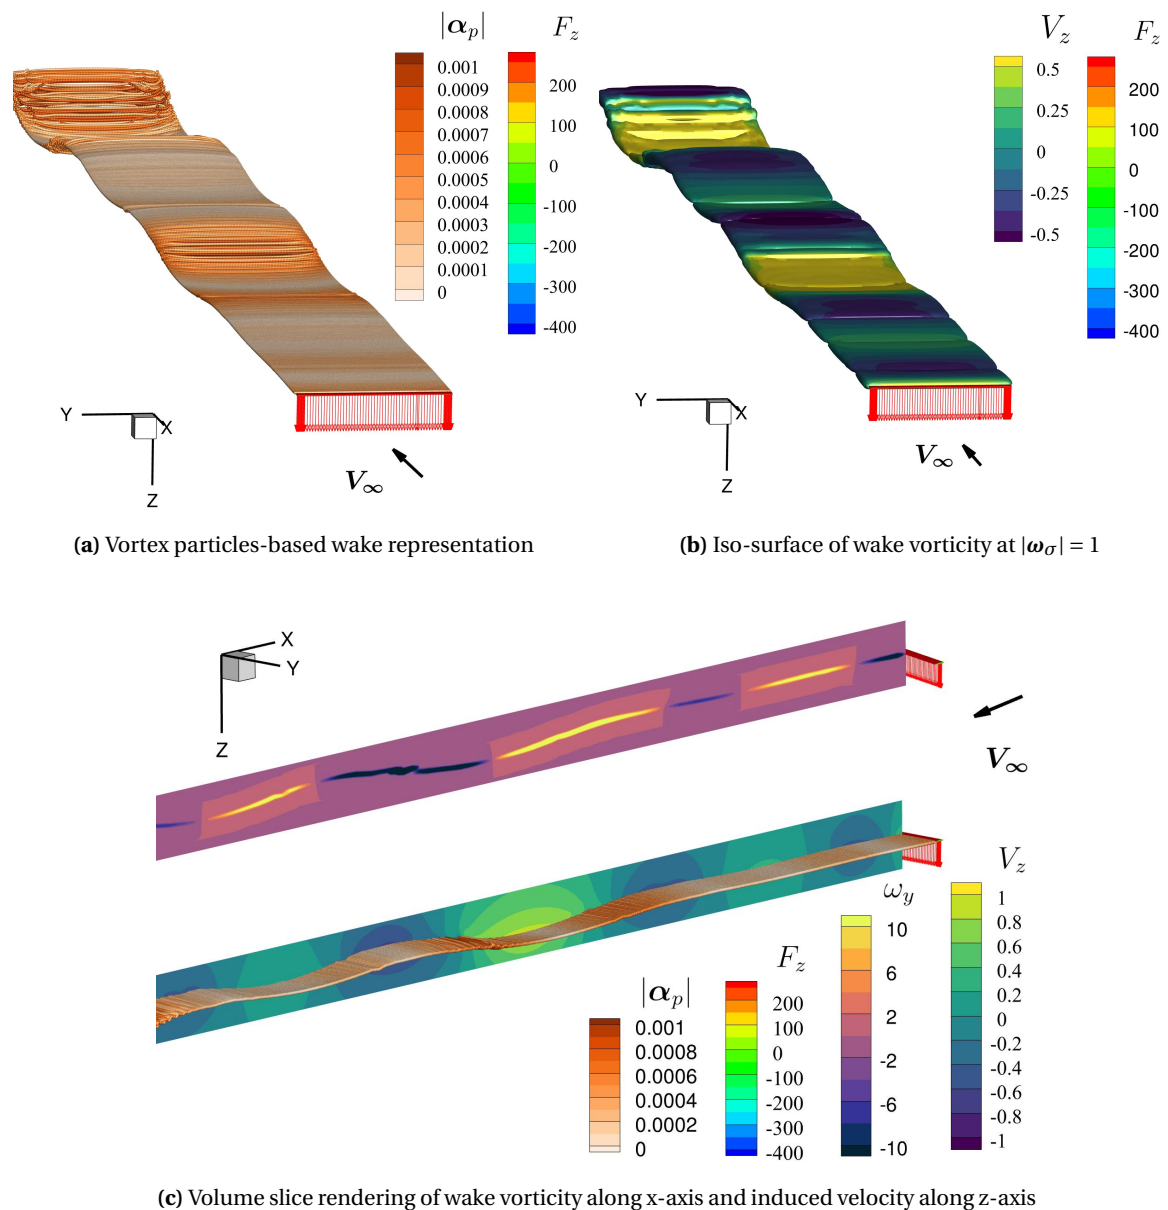 |α_p|
F_z
0.001
0.0009
0.0008
0.0007
0.0006
0.0005
0.0004
0.0003
0.0002
0.0001
0
200
100
0
-100
-200
-300
-400
Y
X
Z
V_∞
V_z
F_z
0.5
0.25
0
-0.25
-0.5
200
100
0
-100
-200
-300
-400
Y
X
Z
V_∞
(a) Vortex particles-based wake representation
(b) Iso-surface of wake vorticity at |ω_σ| = 1
X
Y
Z
V_∞
|α_p|
0.001
0.0008
0.0006
0.0004
0.0002
0
F_z
200
100
0
-100
-200
-300
-400
ω_y
10
6
2
-2
-6
-10
V_z
1
0.8
0.6
0.4
0.2
0
-0.2
-0.4
-0.6
-0.8
-1
(c) Volume slice rendering of wake vorticity along x-axis and induced velocity along z-axis